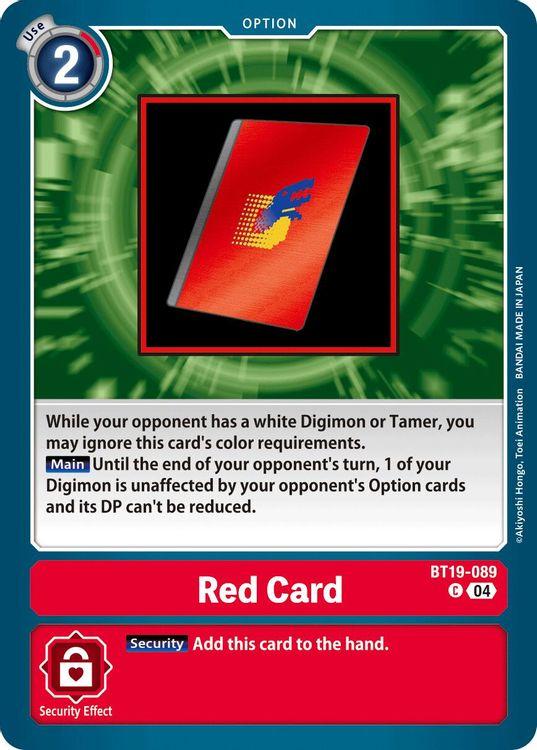 OPTION
Use
2
While your opponent has a white Digimon or Tamer, you
may ignore this card's color requirements.
Main Until the end of your opponent's turn, 1 of your
Digimon is unaffected by your opponent's Option cards
and its DP can't be reduced.
©Akiyoshi Hongo, Toei Animation BANDAI MADE IN JAPAN
BT19-089
Red Card
C 04
Security Add this card to the hand.
Security Effect